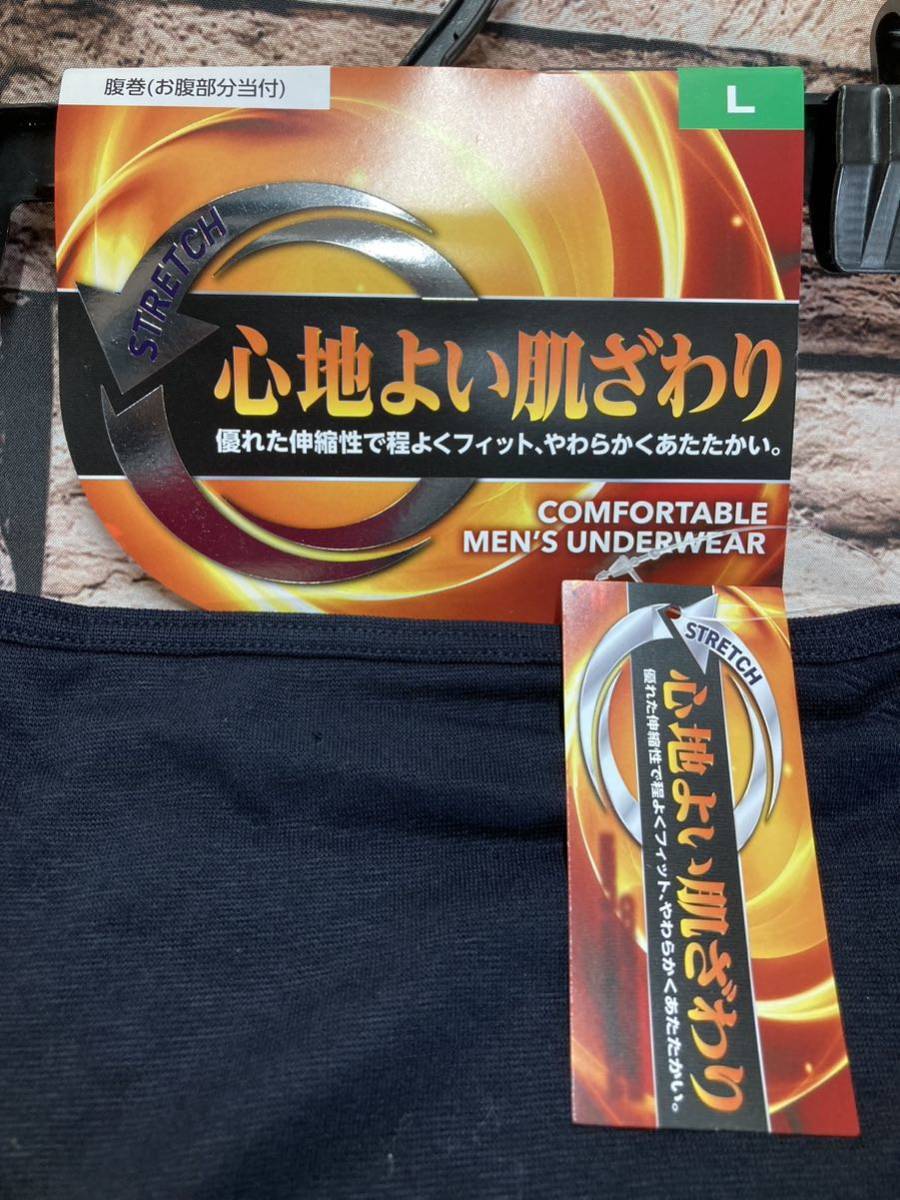 腹巻(お腹部分当付)
L
STRETCH
心地よい肌ざわり
優れた伸縮性で程よくフィット、やわらかくあたたかい。
COMFORTABLE
MEN'S UNDERWEAR
STRETCH
心地よい肌ざわり
優れた伸縮性で程よくフィット、やわらかくあたたかい。